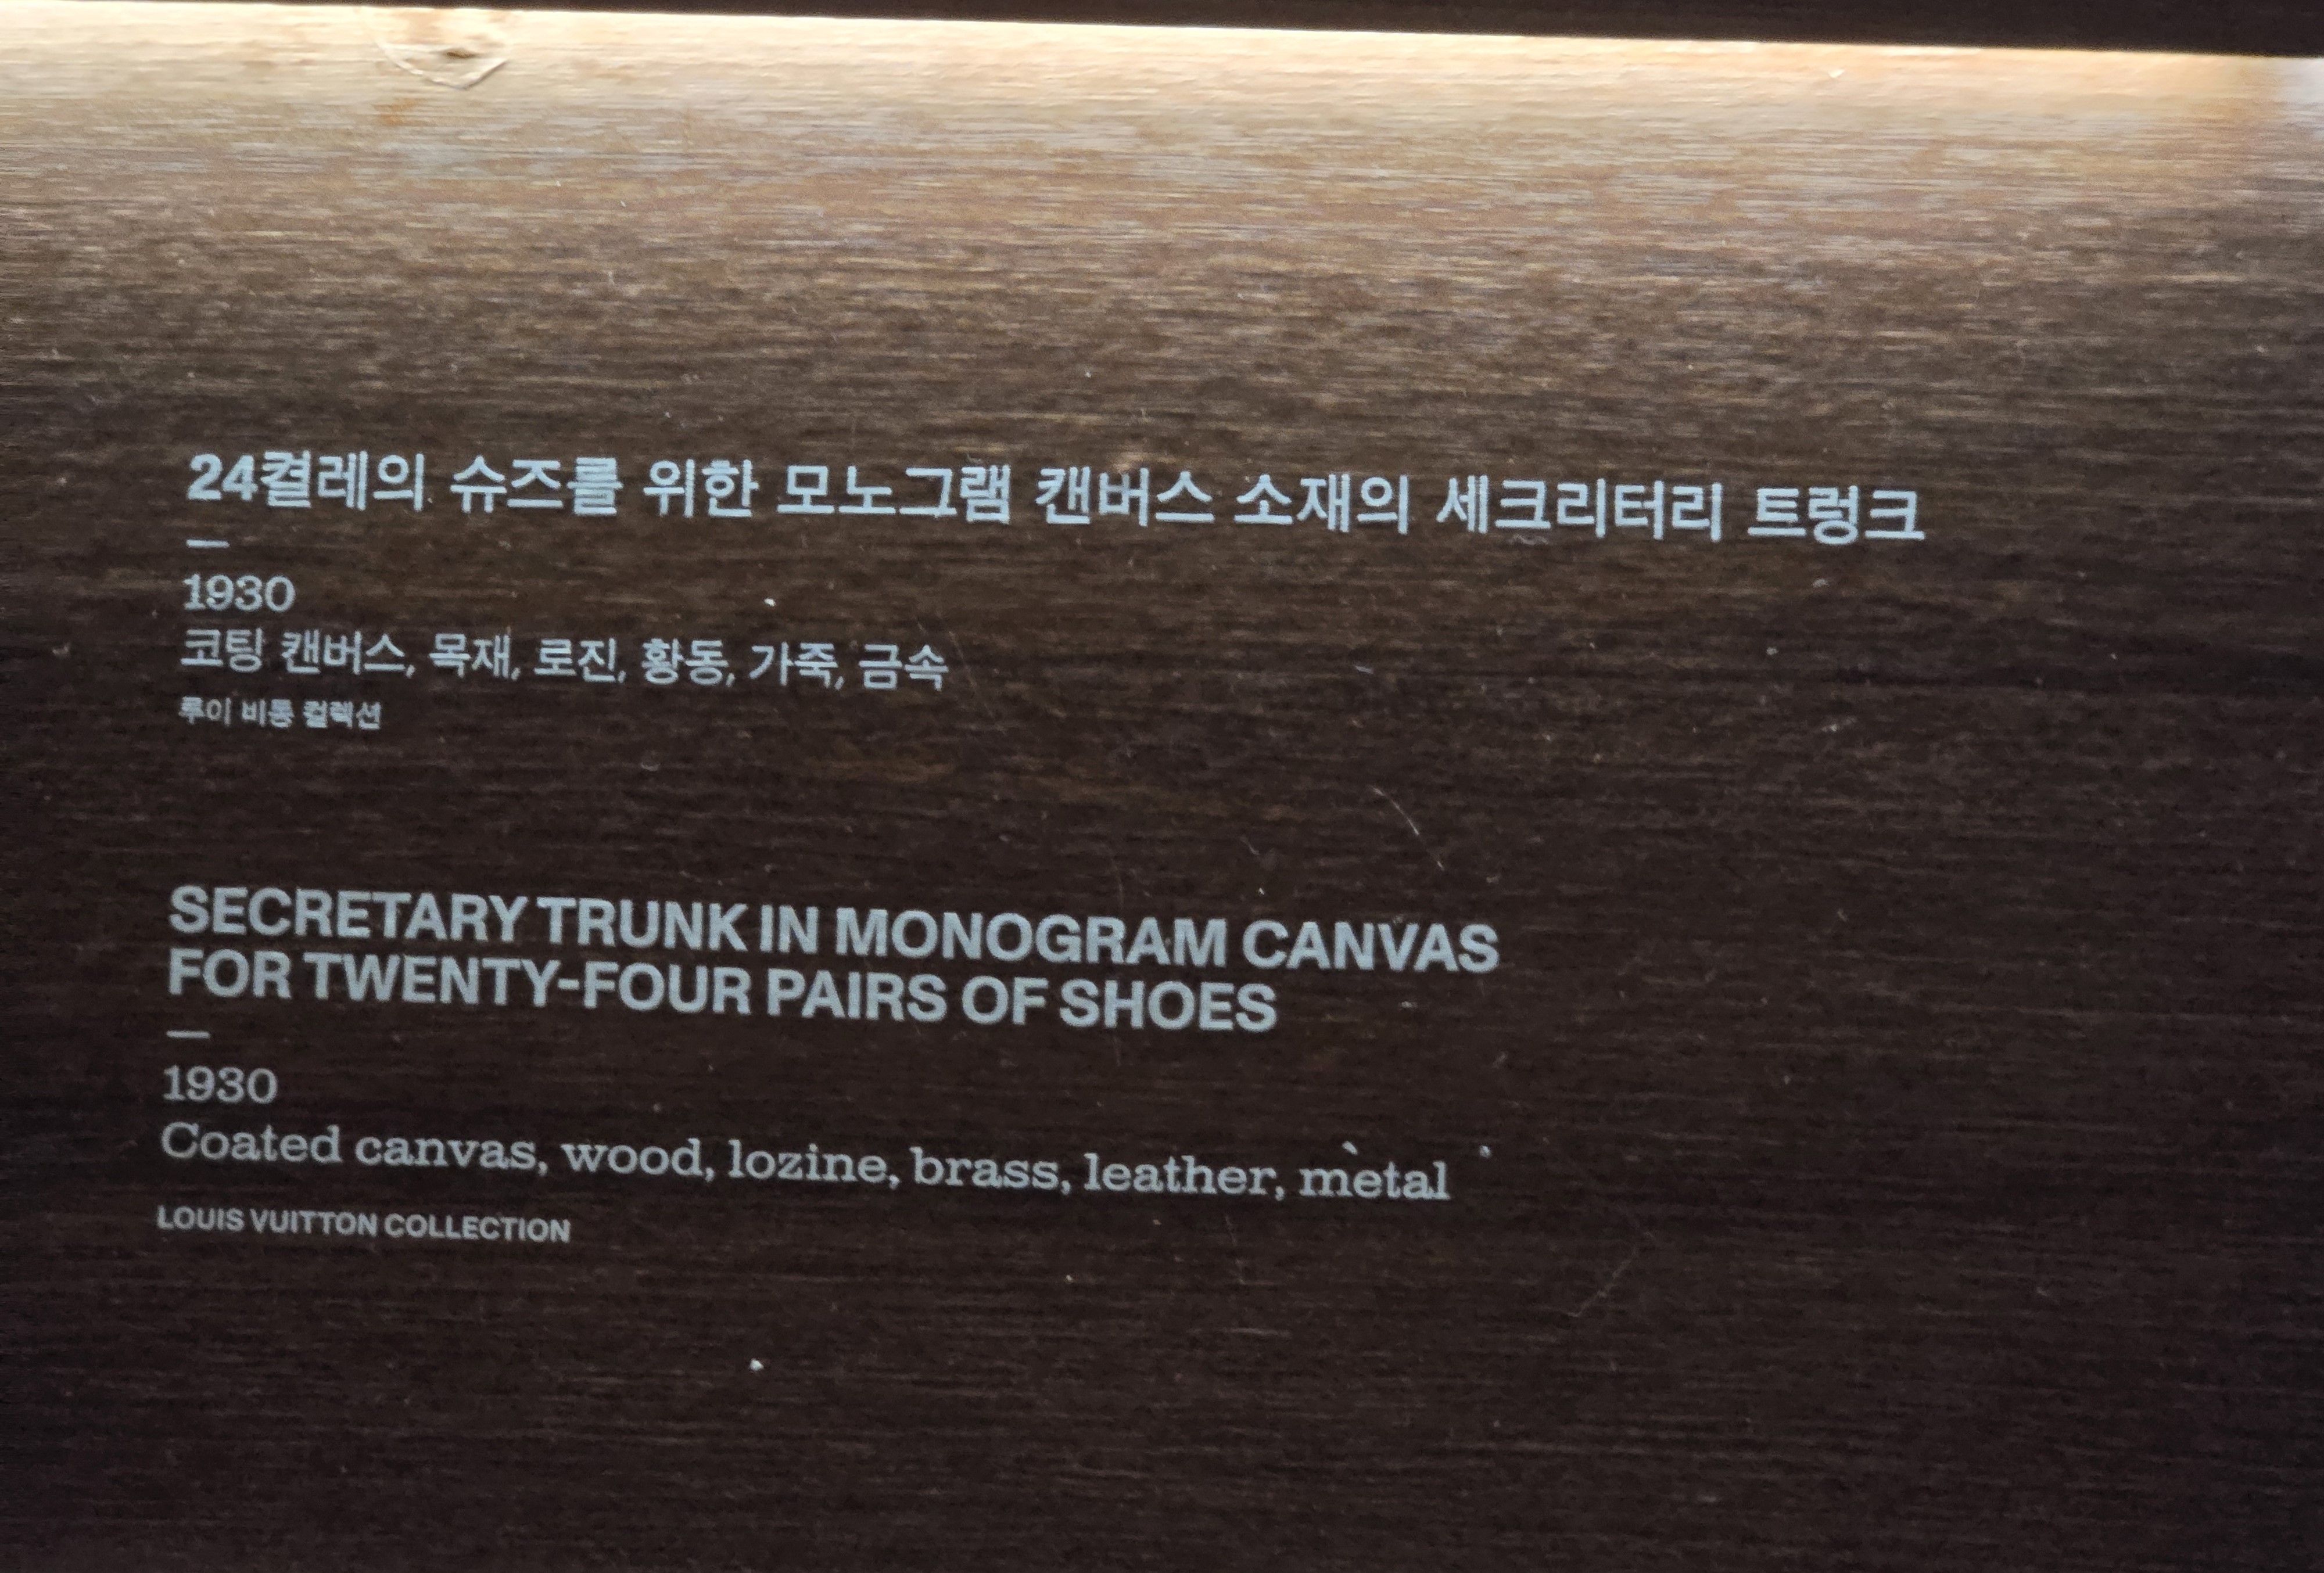 24켤레의 슈즈를 위한 모노그램 캔버스 소재의 세크리터리 트렁크
—
1930
코팅 캔버스, 목재, 로진, 황동, 가죽, 금속
루이 비통 컬렉션
SECRETARY TRUNK IN MONOGRAM CANVAS
FOR TWENTY-FOUR PAIRS OF SHOES
—
1930
Coated canvas, wood, lozine, brass, leather, metal
LOUIS VUITTON COLLECTION